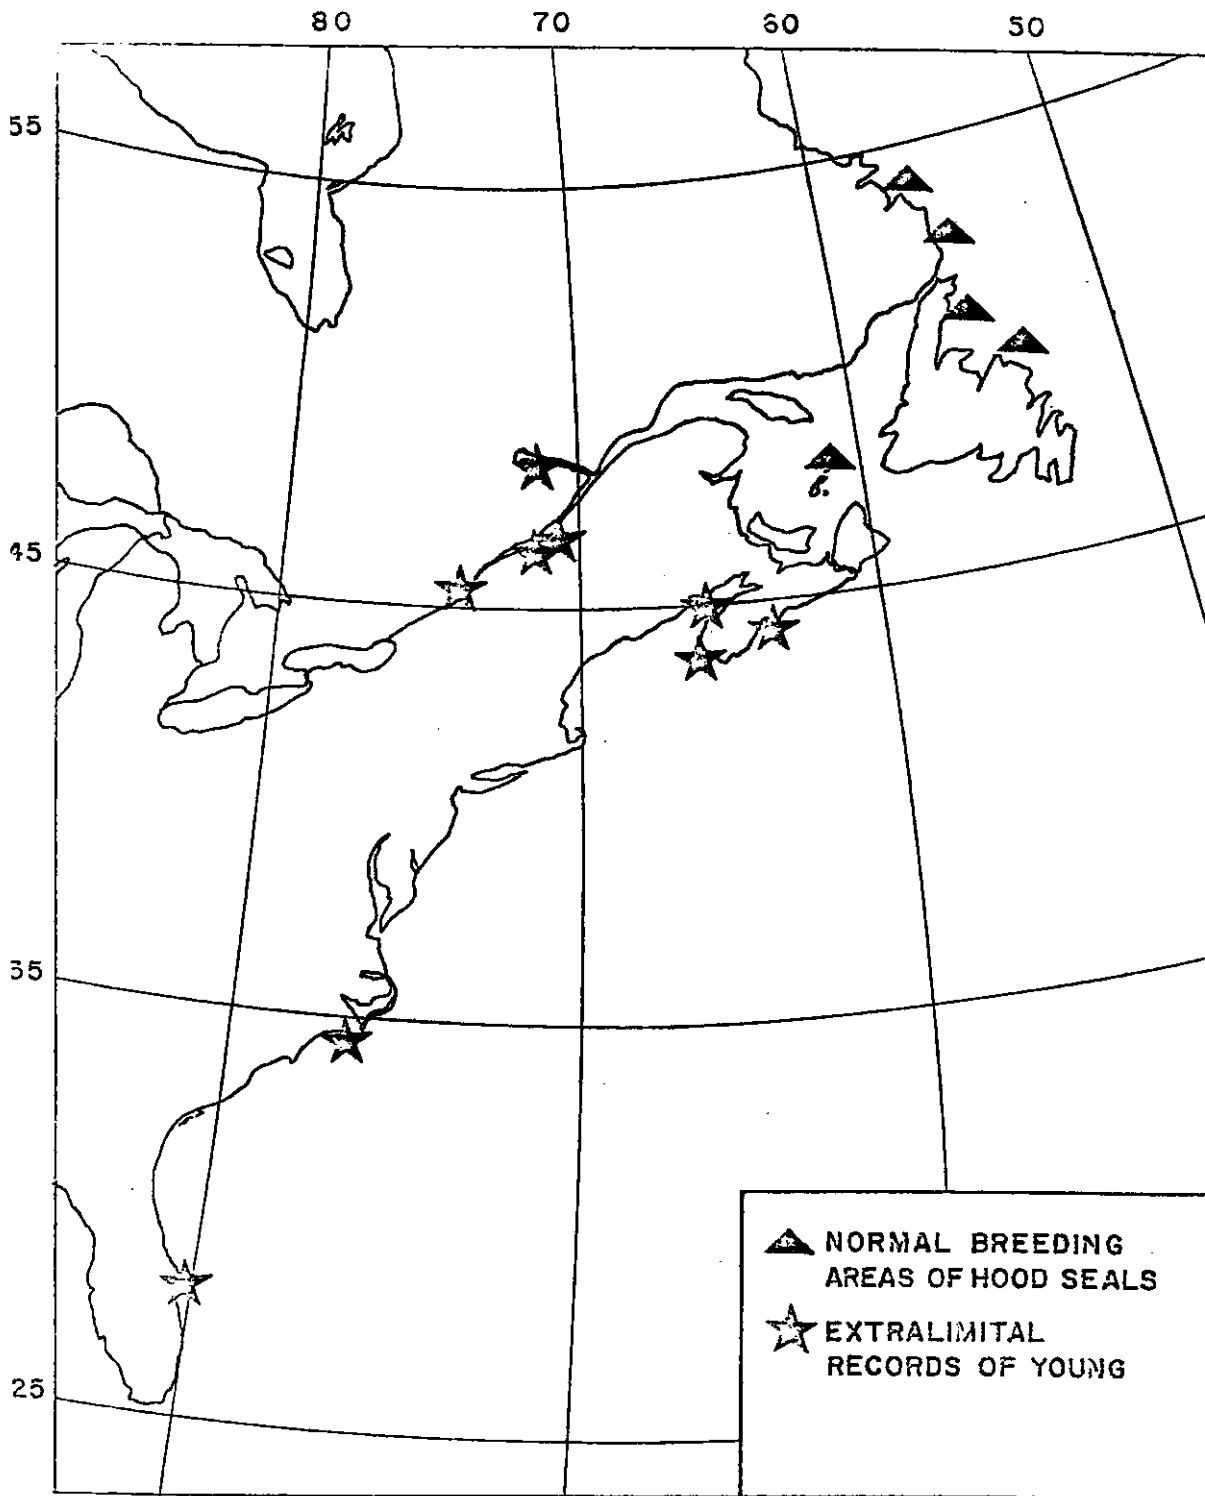 80 70 60 50
55
45
35
25
NORMAL BREEDING
AREAS OF HOOD SEALS
EXTRALIMITAL
RECORDS OF YOUNG